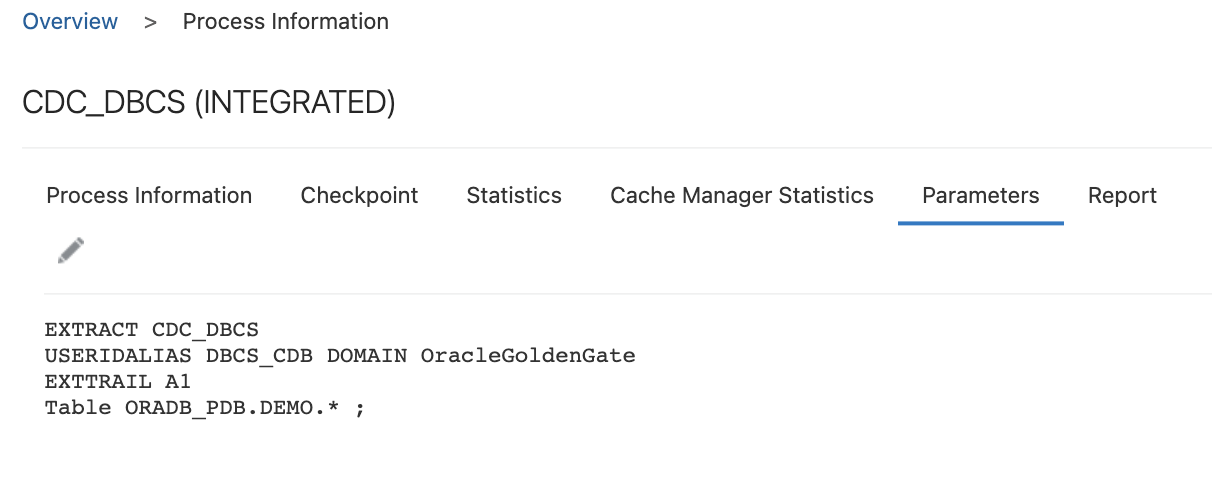 Overview > Process Information
CDC_DBCS (INTEGRATED)
Process Information Checkpoint Statistics Cache Manager Statistics Parameters Report
EXTRACT CDC_DBCS
USERIDALIAS DBCS_CDB DOMAIN OracleGoldenGate
EXTTRAIL A1
Table ORADB_PDB.DEMO.* ;